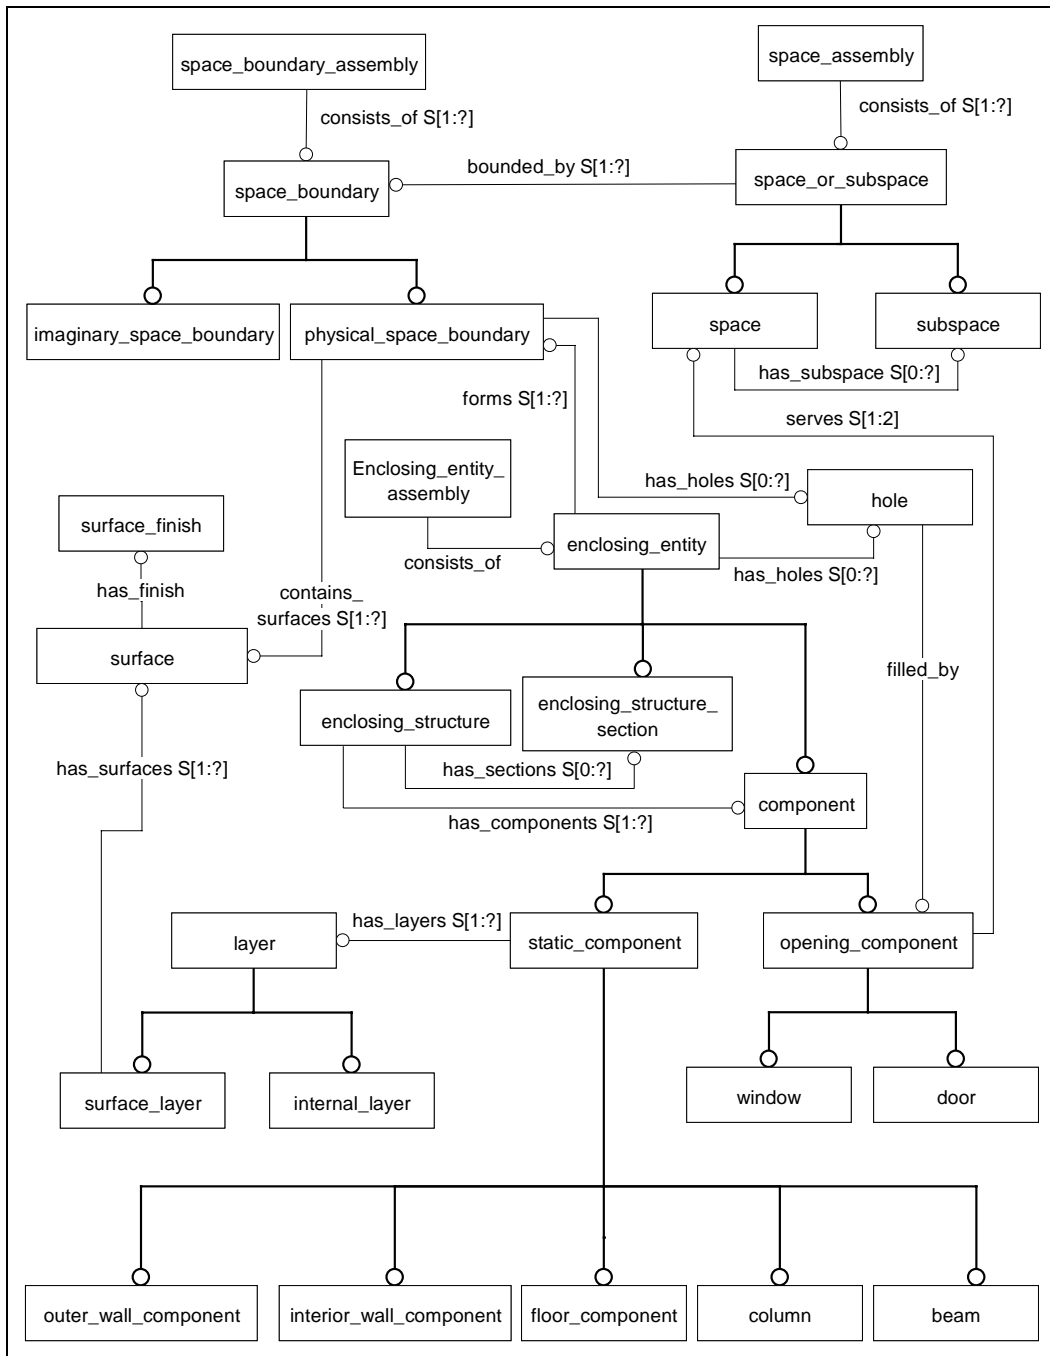 space_boundary_assembly
space_assembly
consists_of S[1:?]
consists_of S[1:?]
bounded_by S[1:?]
space_boundary
space_or_subspace
imaginary_space_boundary
physical_space_boundary
space
subspace
has_subspace S[0:?]
forms S[1:?]
serves S[1:2]
Enclosing_entity_
assembly
has_holes S[0:?]
hole
surface_finish
enclosing_entity
consists_of
has_holes S[0:?]
has_finish
contains_
surfaces S[1:?]
surface
filled_by
enclosing_structure
enclosing_structure_
section
has_surfaces S[1:?]
has_sections S[0:?]
component
has_components S[1:?]
has_layers S[1:?]
layer
static_component
opening_component
surface_layer
internal_layer
window
door
outer_wall_component
interior_wall_component
floor_component
column
beam